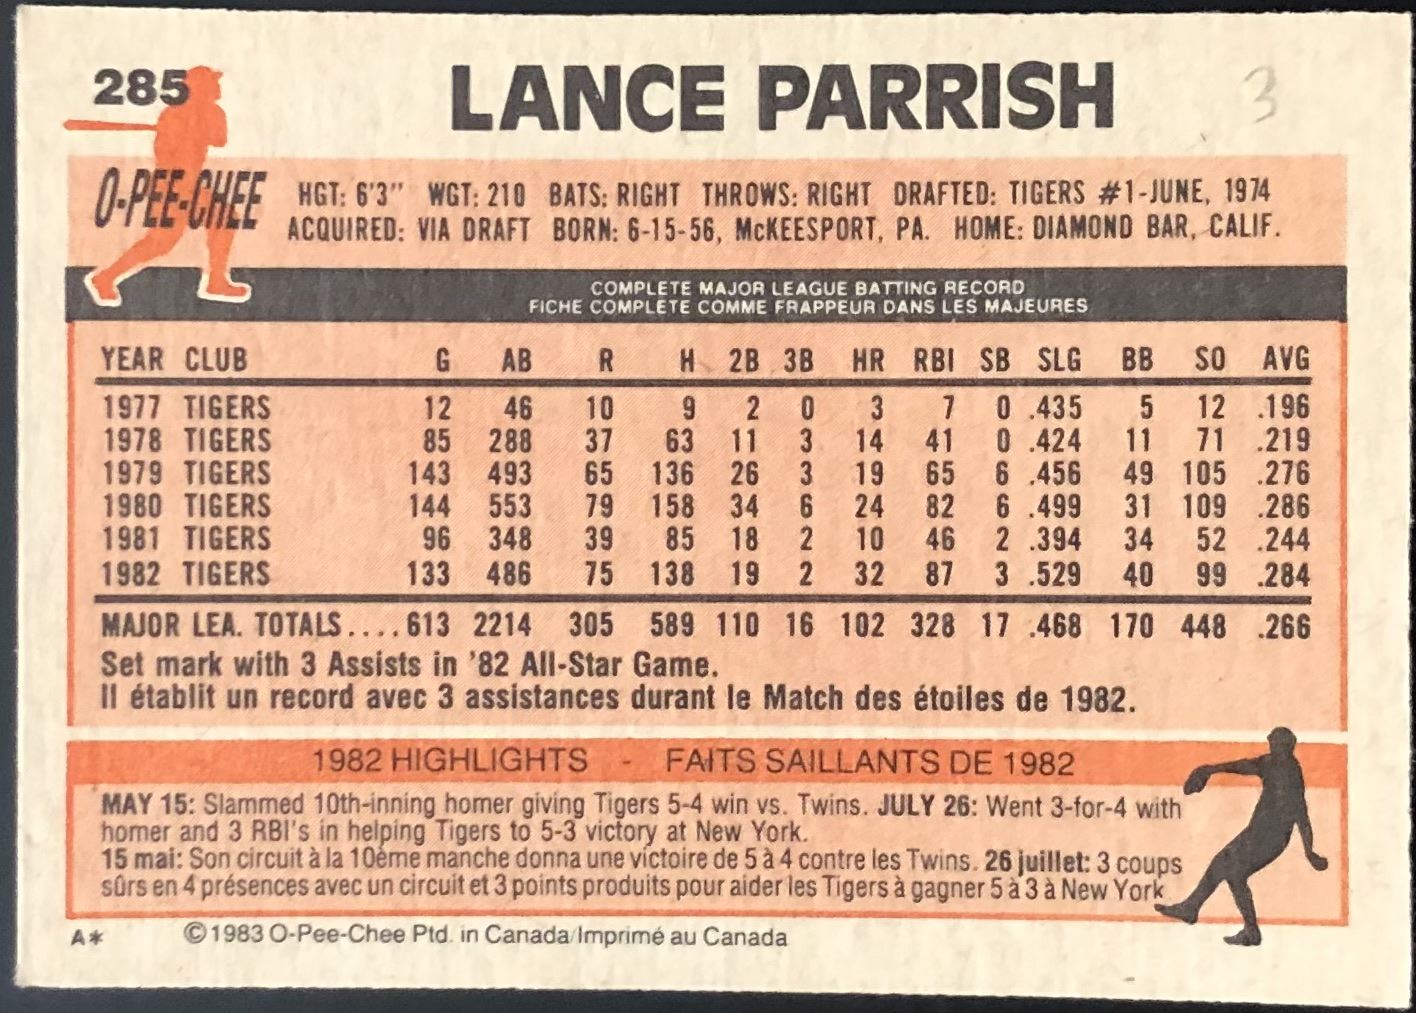 285 LANCE PARRISH 3
O-PEE-CHEE
HGT: 6'3" WGT: 210 BATS: RIGHT THROWS: RIGHT DRAFTED: TIGERS #1-JUNE, 1974
ACQUIRED: VIA DRAFT BORN: 6-15-56, McKEESPORT, PA. HOME: DIAMOND BAR, CALIF.
COMPLETE MAJOR LEAGUE BATTING RECORD
FICHE COMPLÈTE COMME FRAPPEUR DANS LES MAJEURES
YEAR CLUB G AB R H 2B 3B HR RBI SB SLG BB SO AVG
1977 TIGERS 12 46 10 9 2 0 3 7 0 .435 5 12 .196
1978 TIGERS 85 288 37 63 11 3 14 41 0 .424 11 71 .219
1979 TIGERS 143 493 65 136 26 3 19 65 6 .456 49 105 .276
1980 TIGERS 144 553 79 158 34 6 24 82 6 .499 31 109 .286
1981 TIGERS 96 348 39 85 18 2 10 46 2 .394 34 52 .244
1982 TIGERS 133 486 75 138 19 2 32 87 3 .529 40 99 .284
MAJOR LEA. TOTALS....613 2214 305 589 110 16 102 328 17 .468 170 448 .266
Set mark with 3 Assists in '82 All-Star Game.
Il établit un record avec 3 assistances durant le Match des étoiles de 1982.
1982 HIGHLIGHTS - FAITS SAILLANTS DE 1982
MAY 15: Slammed 10th-inning homer giving Tigers 5-4 win vs. Twins. JULY 26: Went 3-for-4 with
homer and 3 RBI's in helping Tigers to 5-3 victory at New York.
15 mai: Son circuit à la 10ème manche donna une victoire de 5 à 4 contre les Twins. 26 juillet: 3 coups
sûrs en 4 présences avec un circuit et 3 points produits pour aider les Tigers à gagner 5 à 3 à New York
A* ©1983 O-Pee-Chee Ptd. in Canada/Imprimé au Canada